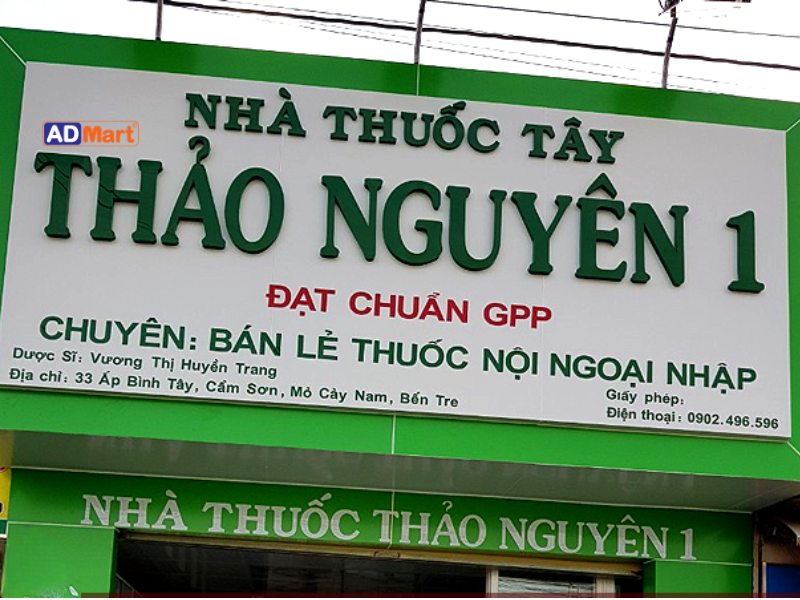 ADMart
NHÀ THUỐC TÂY
THẢO NGUYÊN 1
ĐẠT CHUẨN GPP
CHUYÊN: BÁN LẺ THUỐC NỘI NGOẠI NHẬP
Dược Sĩ: Vương Thị Huyền Trang
Địa chỉ: 33 Ấp Bình Tây, Cẩm Sơn, Mỏ Cày Nam, Bến Tre
Giấy phép:
Điện thoại: 0902.496.596
NHÀ THUỐC THẢO NGUYÊN 1